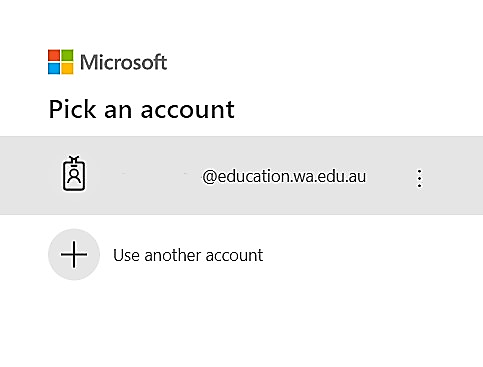 Microsoft
Pick an account
@education.wa.edu.au
Use another account